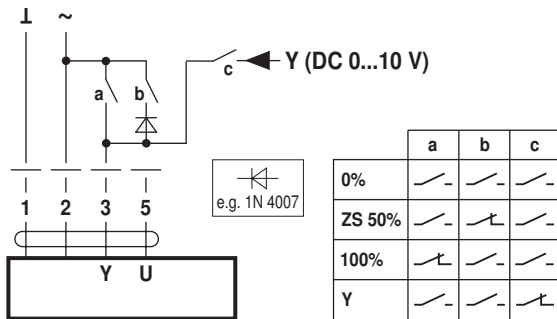 ⊥ ~
c Y (DC 0...10 V)
a b
1 2 3 5
Y U
e.g. 1N 4007
a b c
0%
ZS 50%
100%
Y